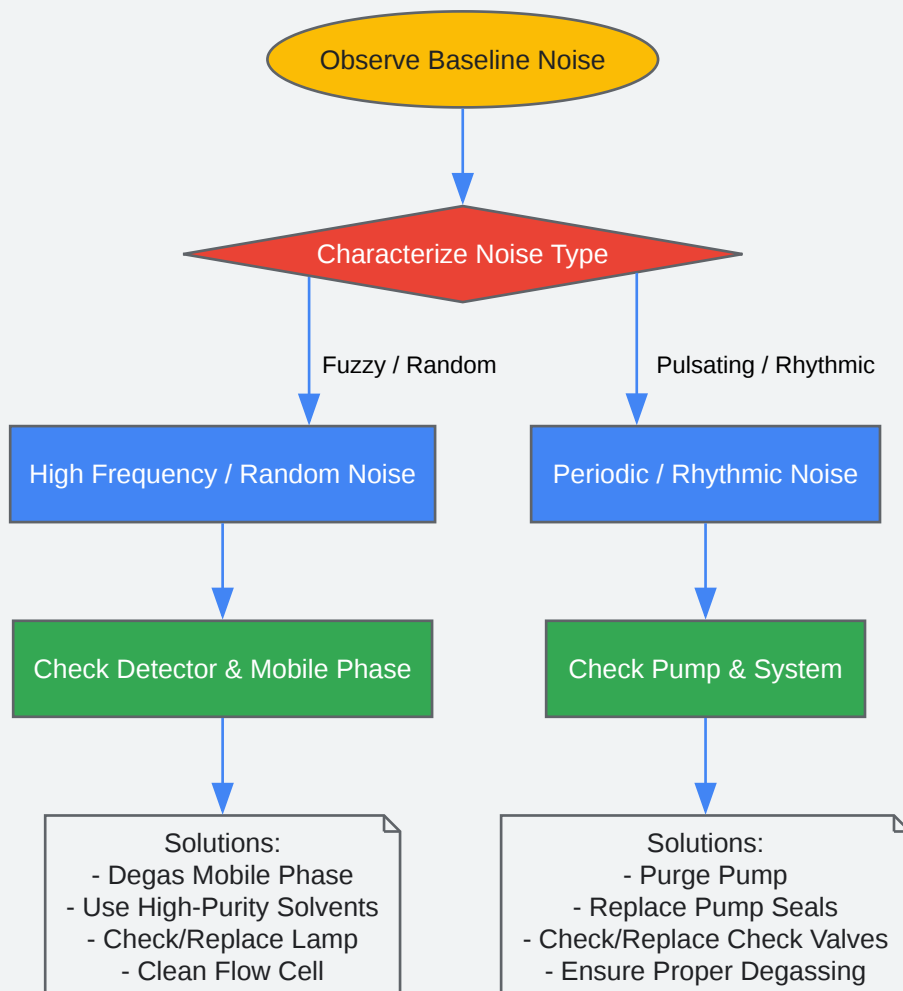 Observe Baseline Noise
Characterize Noise Type
Fuzzy / Random
Pulsating / Rhythmic
High Frequency / Random Noise
Periodic / Rhythmic Noise
Check Detector & Mobile Phase
Check Pump & System
Solutions:
- Degas Mobile Phase
- Use High-Purity Solvents
- Check/Replace Lamp
- Clean Flow Cell
Solutions:
- Purge Pump
- Replace Pump Seals
- Check/Replace Check Valves
- Ensure Proper Degassing